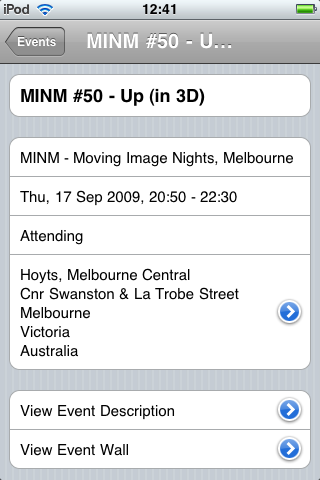 iPod 12:41
Events MINM #50 - U...
MINM #50 - Up (in 3D)
MINM - Moving Image Nights, Melbourne
Thu, 17 Sep 2009, 20:50 - 22:30
Attending
Hoyts, Melbourne Central
Cnr Swanston & La Trobe Street
Melbourne
Victoria
Australia
View Event Description
View Event Wall